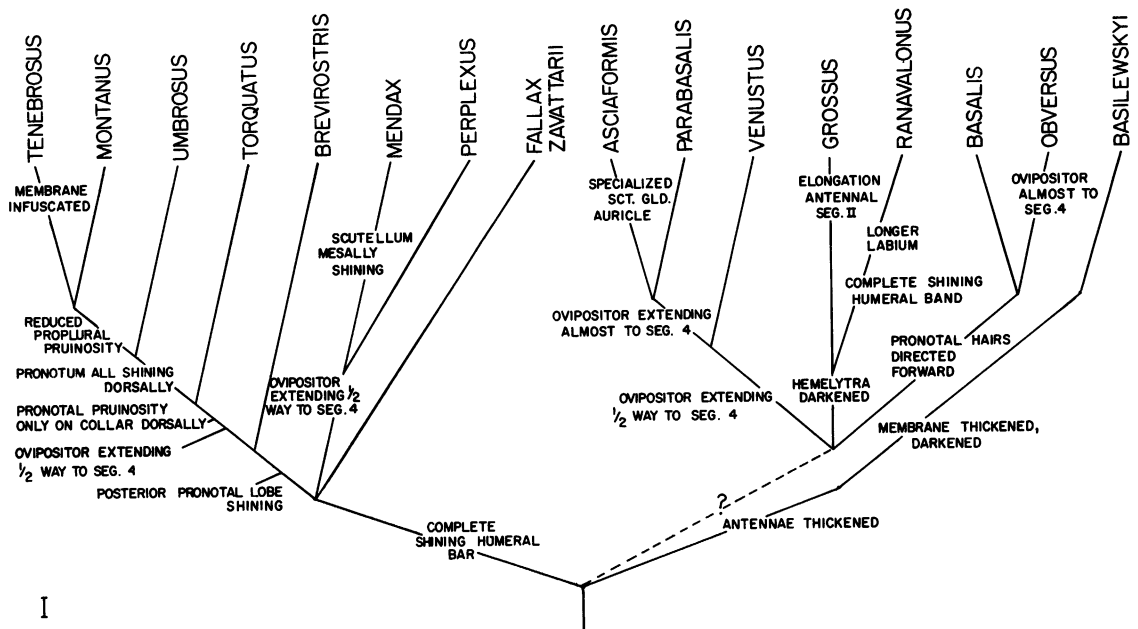 TENEBROSUS
MONTANUS
UMBROSUS
TORQUATUS
BREVIROSTRIS
MENDAX
PERPLEXUS
FALLAX
ZAVATTARII
ASCIAFORMIS
PARABASALIS
VENUSTUS
GROSSUS
RANAVALONUS
BASALIS
OBVERSUS
BASILEWSKYI
MEMBRANE
INFUSCATED
SPECIALIZED
SCT. GLD.
AURICLE
ELONGATION
ANTENNAL
SEG. II
OVIPOSITOR
ALMOST TO
SEG. 4
SCUTELLUM
MESALLY
SHINING
LONGER
LABIUM
COMPLETE SHINING
HUMERAL BAND
REDUCED
PROPLURAL
PRUINOSITY
OVIPOSITOR EXTENDING
ALMOST TO SEG. 4
PRONOTAL HAIRS
DIRECTED
FORWARD
PRONOTUM ALL SHINING
DORSALLY
OVIPOSITOR
EXTENDING 1/2
WAY TO SEG. 4
HEMELYTRA
DARKENED
PRONOTAL PRUINOSITY
ONLY ON COLLAR DORSALLY
OVIPOSITOR EXTENDING
1/2 WAY TO SEG. 4
MEMBRANE THICKENED,
DARKENED
OVIPOSITOR EXTENDING
1/2 WAY TO SEG. 4
POSTERIOR PRONOTAL LOBE
SHINING
?
ANTENNAE THICKENED
COMPLETE
SHINING HUMERAL
BAR
I